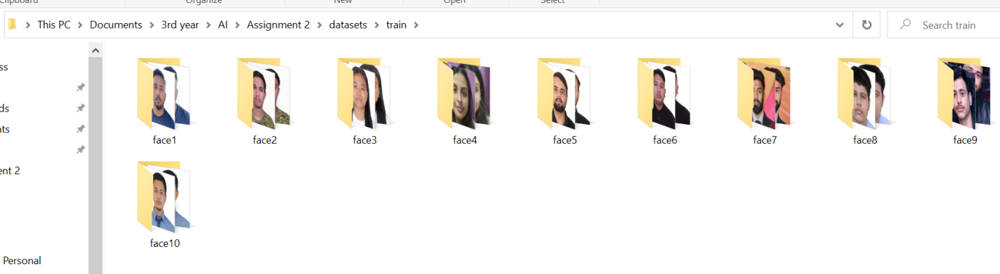 Clipboard Organize New Open Select
This PC > Documents > 3rd year > AI > Assignment 2 > datasets > train >
Search train
ss
ds
nts
ent 2
Personal
face1 face2 face3 face4 face5 face6 face7 face8 face9
face10